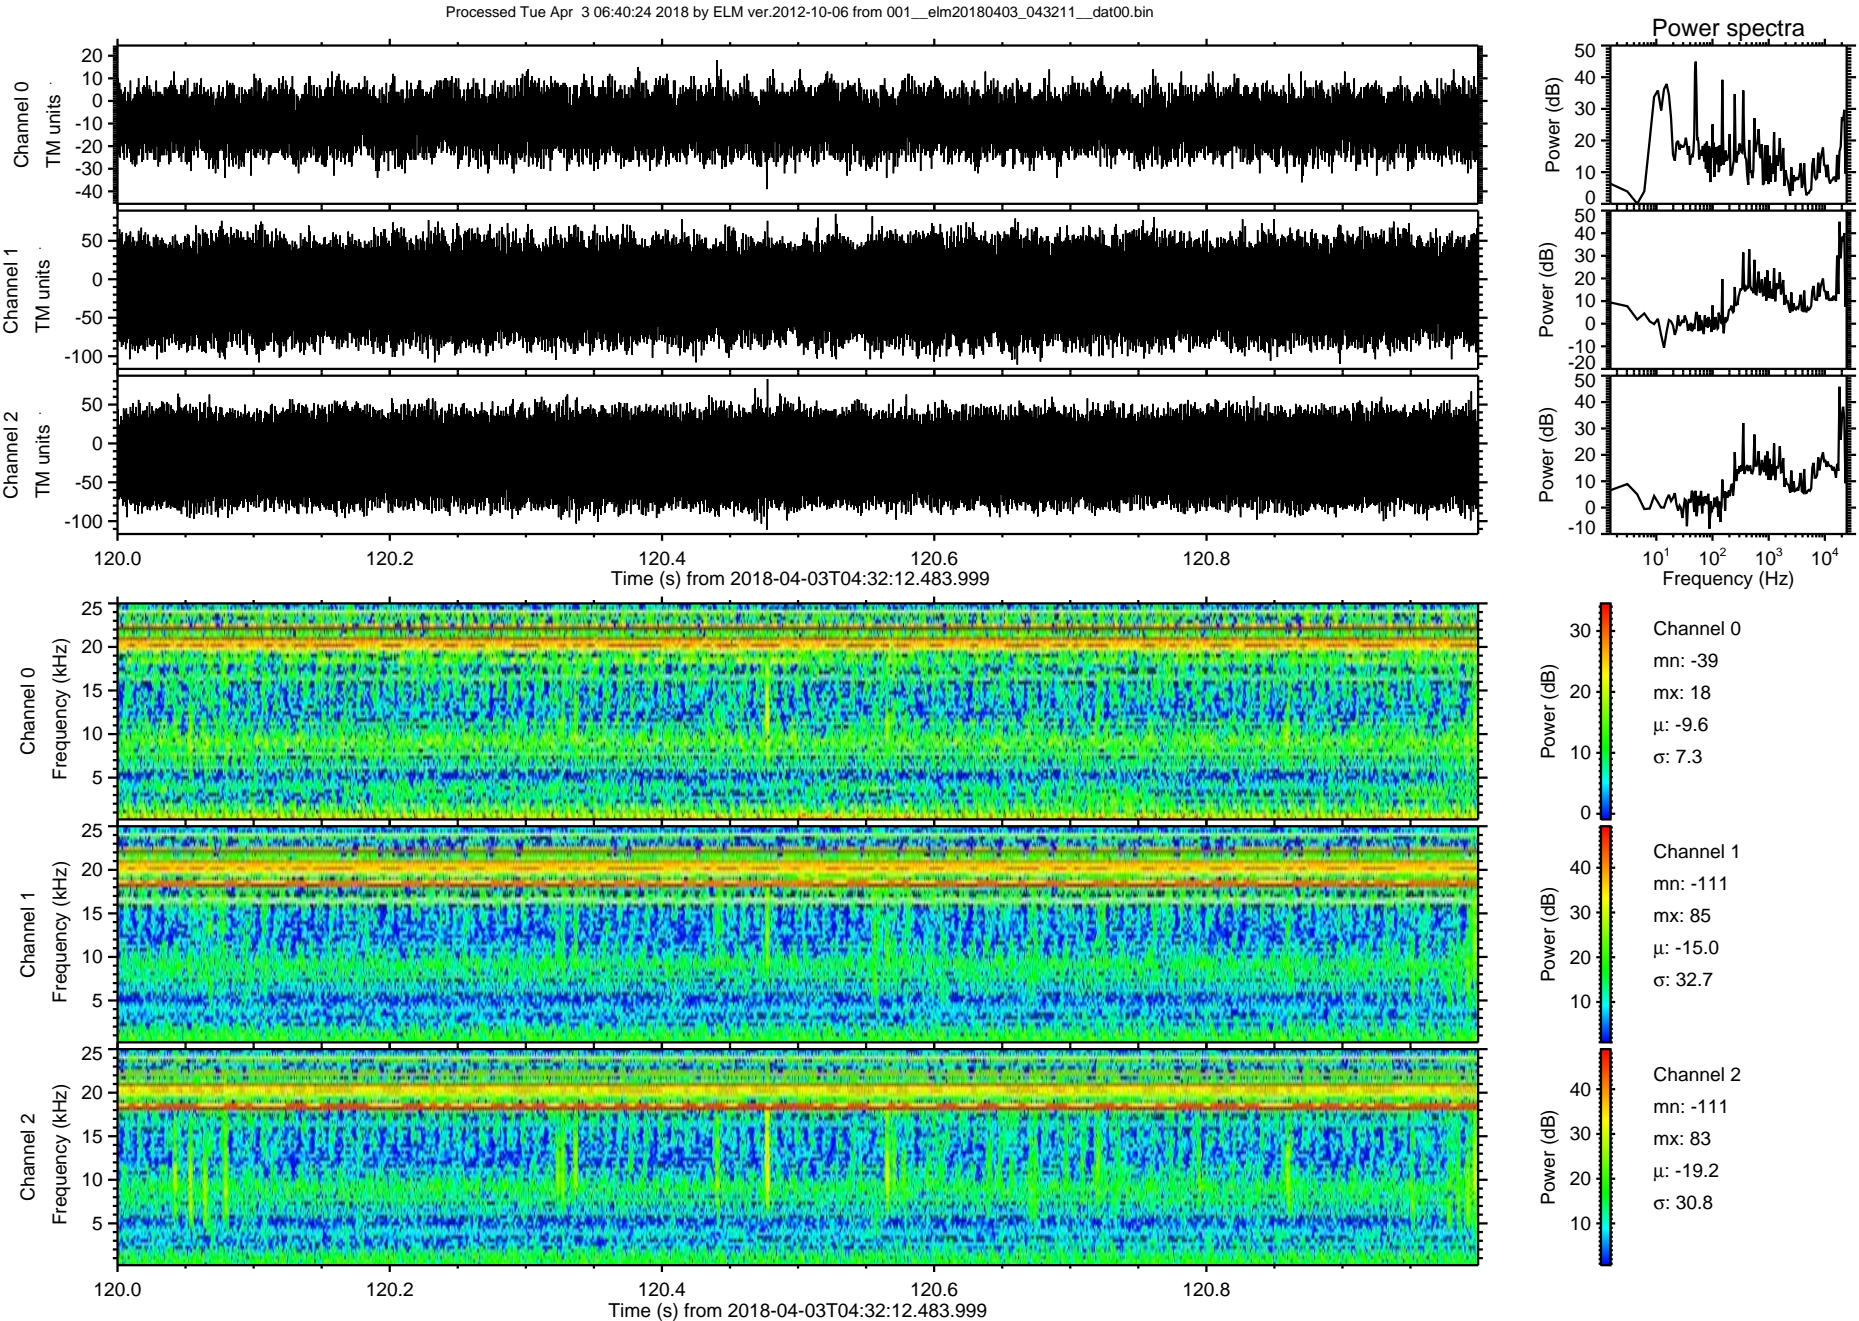 Processed Tue Apr  3 06:40:24 2018 by ELM ver.2012-10-06 from 001__elm20180403_043211__dat00.bin
Power spectra
Channel 0
TM units
20
10
0
-10
-20
-30
-40
Power (dB)
50
40
30
20
10
0
Channel 1
TM units
50
0
-50
-100
Power (dB)
50
40
30
20
10
0
-10
-20
Channel 2
TM units
50
0
-50
-100
Power (dB)
50
40
30
20
10
0
-10
120.0 120.2 120.4 120.6 120.8
Time (s) from 2018-04-03T04:32:12.483.999
10^1 10^2 10^3 10^4
Frequency (Hz)
Channel 0
Frequency (kHz)
25
20
15
10
5
Power (dB)
30
20
10
0
Channel 0
mn: -39
mx: 18
µ: -9.6
σ: 7.3
Channel 1
Frequency (kHz)
25
20
15
10
5
Power (dB)
40
30
20
10
Channel 1
mn: -111
mx: 85
µ: -15.0
σ: 32.7
Channel 2
Frequency (kHz)
25
20
15
10
5
Power (dB)
40
30
20
10
Channel 2
mn: -111
mx: 83
µ: -19.2
σ: 30.8
120.0 120.2 120.4 120.6 120.8
Time (s) from 2018-04-03T04:32:12.483.999